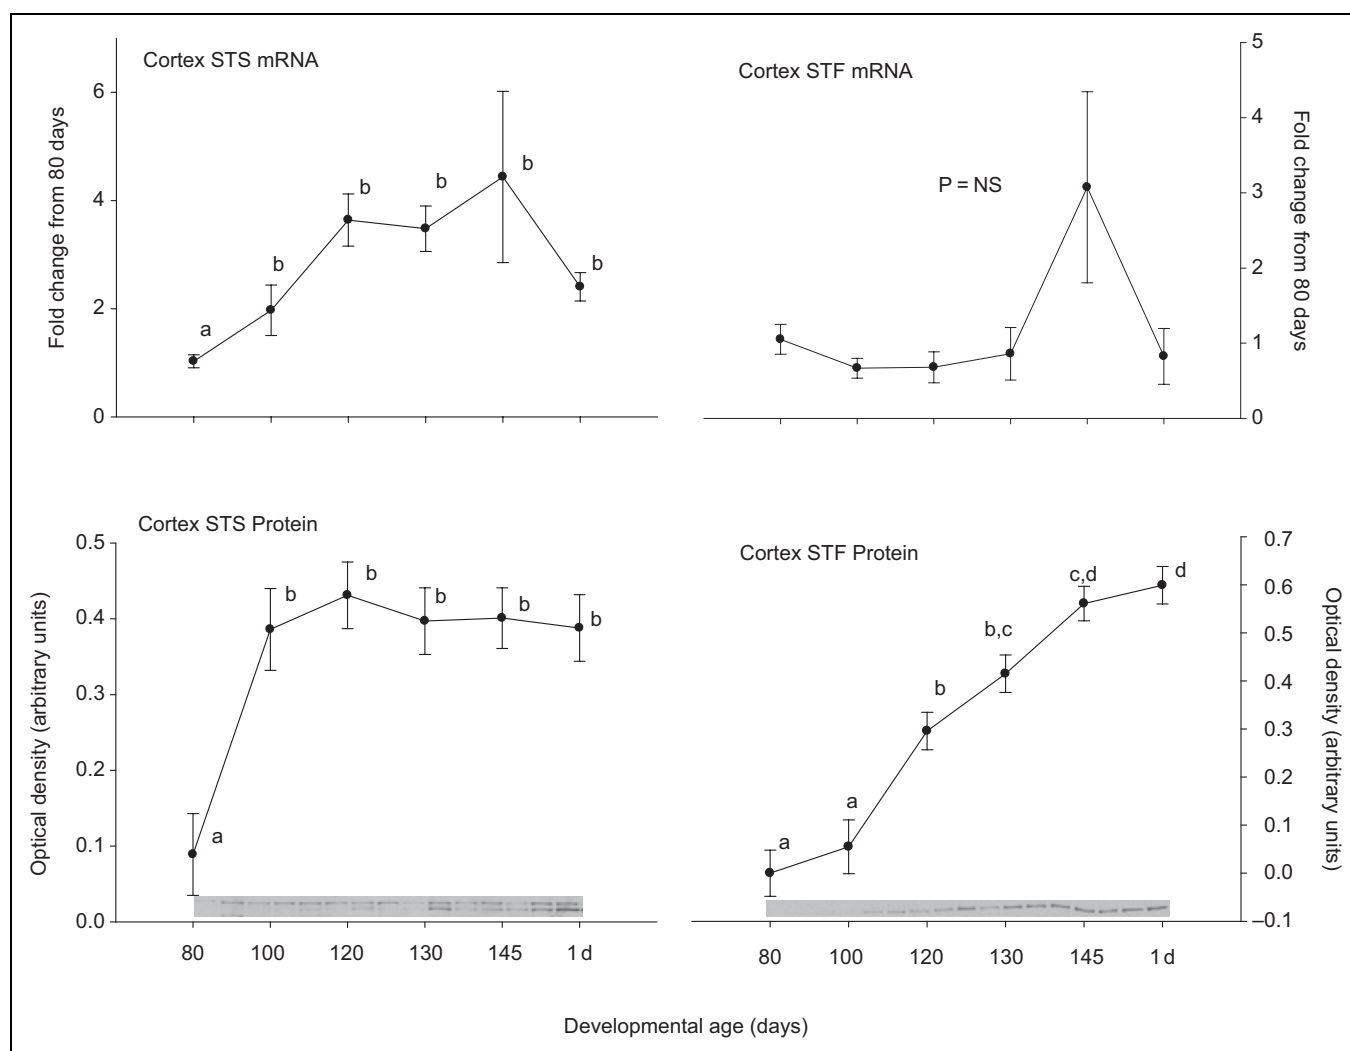 Cortex STS mRNA
Fold change from 80 days
6
4
2
0
a
b
b
b
b
b
Cortex STF mRNA
P = NS
5
4
3
2
1
0
Fold change from 80 days
Cortex STS Protein
Optical density (arbitrary units)
0.5
0.4
0.3
0.2
0.1
0.0
a
b
b
b
b
b
80 100 120 130 145 1 d
Cortex STF Protein
a
a
b
b,c
c,d
d
0.7
0.6
0.5
0.4
0.3
0.2
0.1
0.0
–0.1
Optical density (arbitrary units)
80 100 120 130 145 1 d
Developmental age (days)